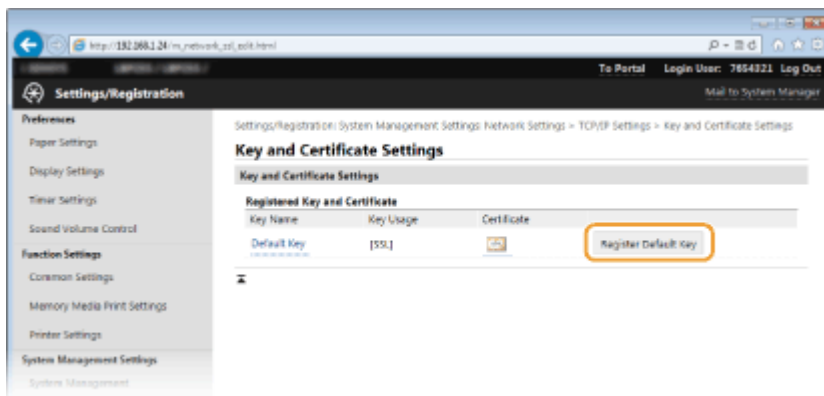 http://192.168.1.24/m_network_ssl_edit.html
To Portal Login User: 7654321 Log Out
Settings/Registration
Mail to System Manager
Preferences
Paper Settings
Display Settings
Timer Settings
Sound Volume Control
Function Settings
Common Settings
Memory Media Print Settings
Printer Settings
System Management Settings
System Management
Settings/Registration: System Management Settings: Network Settings > TCP/IP Settings > Key and Certificate Settings
Key and Certificate Settings
Key and Certificate Settings
Registered Key and Certificate
Key Name Key Usage Certificate
Default Key [SSL] Register Default Key